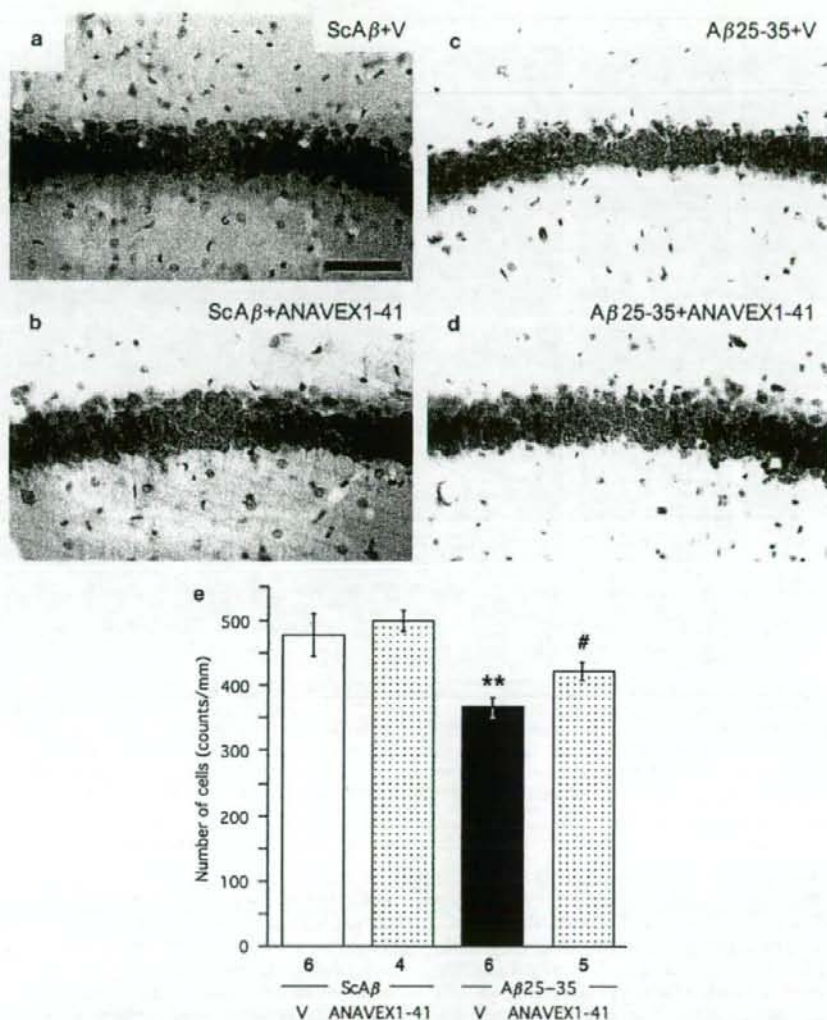 a ScAβ+V
c Aβ25-35+V
b ScAβ+ANAVEX1-41
d Aβ25-35+ANAVEX1-41
e
Number of cells (counts/mm)
500
400
300
200
100
0
**
#
6 4 6 5
ScAβ Aβ25–35
V ANAVEX1-41 V ANAVEX1-41